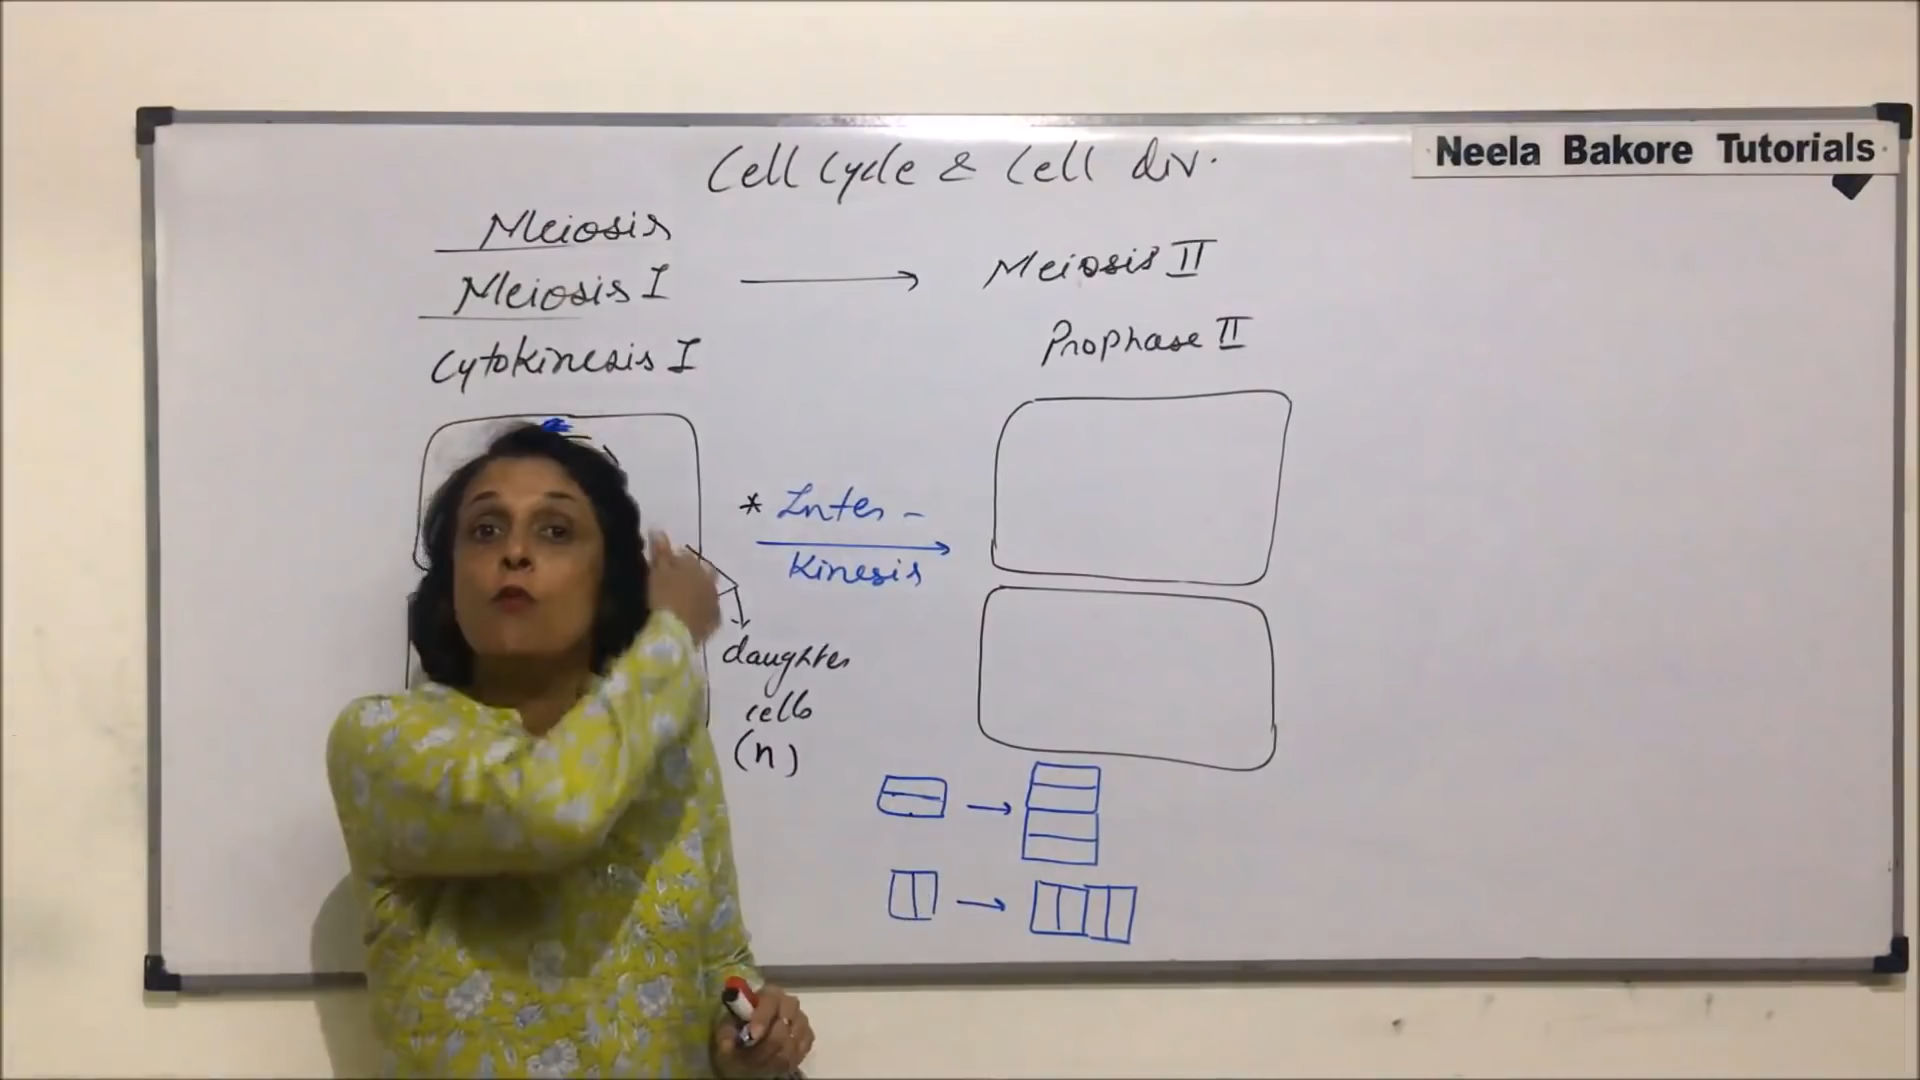 Cell Cycle & Cell div.
Neela Bakore Tutorials
Meiosis
Meiosis I
Meiosis II
Cytokinesis I
Prophase II
* Inter-
Kinesis
daughter
cells
(n)